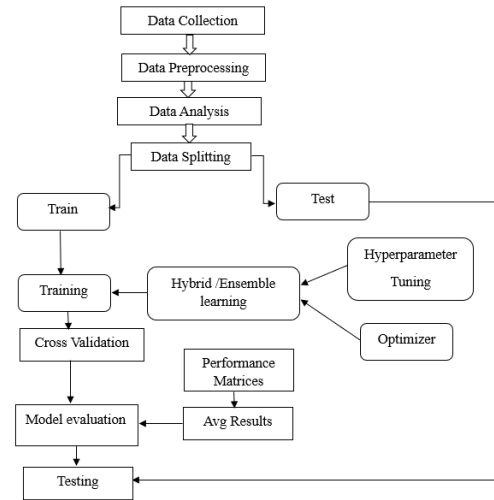 Data Collection
Data Preprocessing
Data Analysis
Data Splitting
Train
Test
Hyperparameter
Tuning
Training
Hybrid /Ensemble
learning
Optimizer
Cross Validation
Performance
Matrices
Model evaluation
Avg Results
Testing